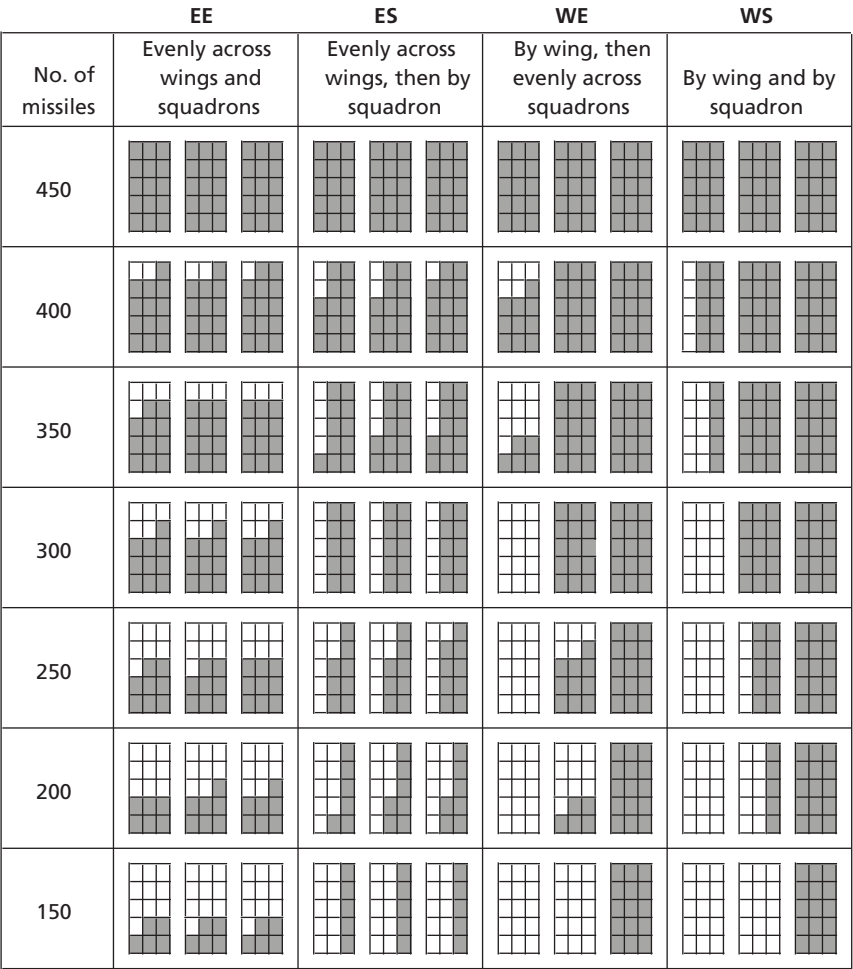 EE ES WE WS
No. of missiles
Evenly across wings and squadrons
Evenly across wings, then by squadron
By wing, then evenly across squadrons
By wing and by squadron
450
400
350
300
250
200
150